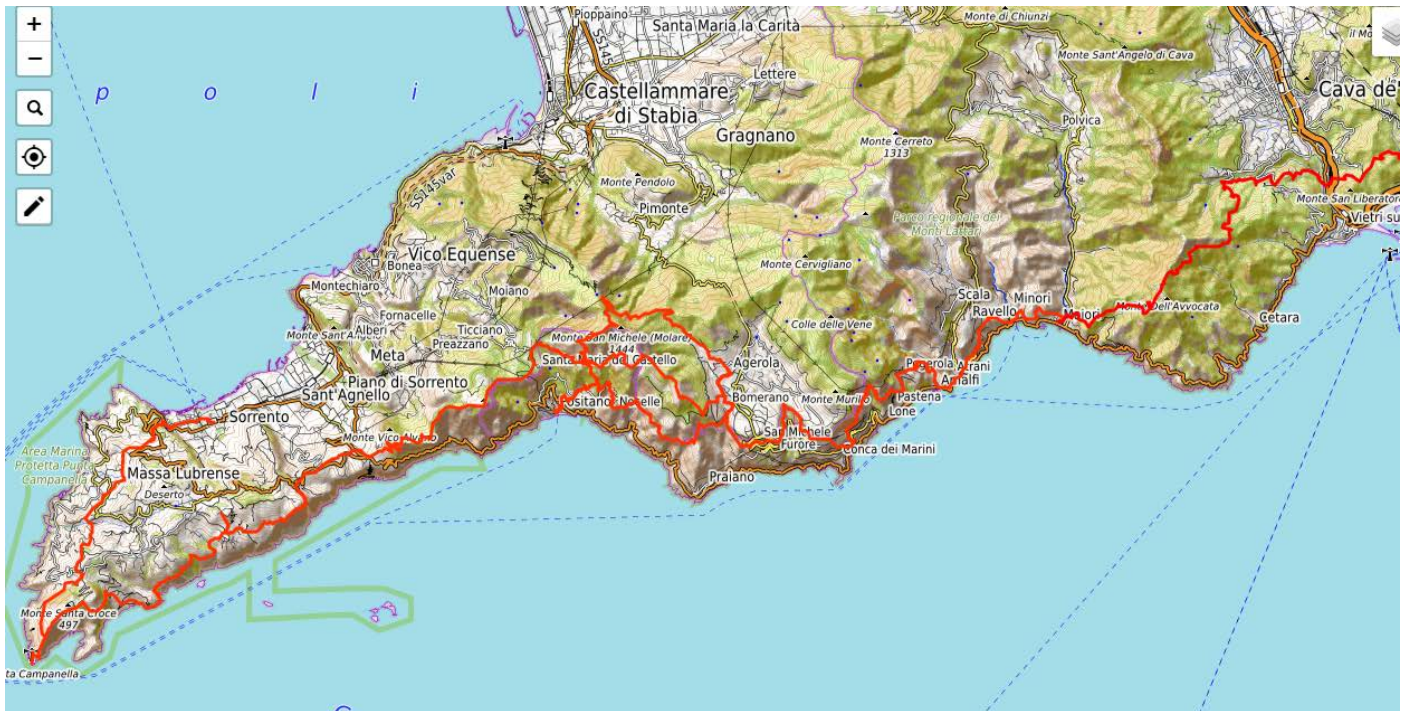 +
−
Pioppaino
Santa Maria la Carità
Monte di Chiunzi
il Mo
Monte Sant'Angelo di Cava
SS145
Lettere
p o l i
Castellammare
di Stabia
Cava de'
Gragnano
Polvica
Monte Cerreto
1313
Monte Pendolo
SS145var
Pimonte
Monte San Liberatore
Parco regionale dei
Monti Lattari
Vietri su
Vico Equense
Bonea
Monte Cervigliano
Montechiaro
Moiano
Scala
Minori
Fornacelle
Ravello
Maiori
Monte Dell'Avvocata
Cetara
Monte Sant'Angelo
Alberi
Ticciano
Preazzano
Monte San Michele (Molare)
1444
Colle delle Vene
Meta
Santa Maria del Castello
Agerola
Pogerola
Atrani
Piano di Sorrento
Amalfi
Sant'Agnello
Positano
Nocelle
Bomerano
Monte Murillo
Pastena
Lone
Sorrento
Monte Vico Alvano
San Michele
Furore
Conca dei Marini
Area Marina
Protetta Punta
Campanella
Massa Lubrense
Praiano
Deserto
Monte Santa Croce
497
ta Campanella